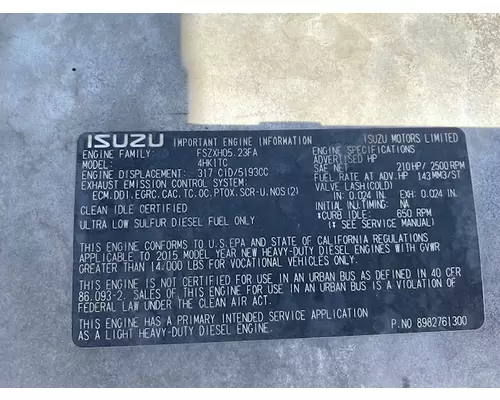 ISUZU IMPORTANT ENGINE INFORMATION ISUZU MOTORS LIMITED
ENGINE FAMILY: FSZXH05.23FA
MODEL: 4HK1TC
ENGINE DISPLACEMENT: 317 CID/5193CC
EXHAUST EMISSION CONTROL SYSTEM:
ECM.DDI.EGRC.CAC.TC.OC.PTOX.SCR-U.NOS(2)
CLEAN IDLE CERTIFIED
ULTRA LOW SULFUR DIESEL FUEL ONLY
ENGINE SPECIFICATIONS
ADVERTISED HP
SAE NET 210HP/2500RPM
FUEL RATE AT ADV.HP 143MM3/ST
VALVE LASH(COLD)
IN: 0.024 IN. EXH: 0.024 IN.
INITIAL INJ.TIMING: NA
*CURB IDLE: 650 RPM
(* SEE SERVICE MANUAL)
THIS ENGINE CONFORMS TO U.S.EPA AND STATE OF CALIFORNIA REGULATIONS
APPLICABLE TO 2015 MODEL YEAR NEW HEAVY-DUTY DIESEL ENGINES WITH GVWR
GREATER THAN 14,000 LBS FOR VOCATIONAL VEHICLES ONLY.
THIS ENGINE IS NOT CERTIFIED FOR USE IN AN URBAN BUS AS DEFINED IN 40 CFR
86.093-2. SALES OF THIS ENGINE FOR USE IN AN URBAN BUS IS A VIOLATION OF
FEDERAL LAW UNDER THE CLEAN AIR ACT.
THIS ENGINE HAS A PRIMARY INTENDED SERVICE APPLICATION
AS A LIGHT HEAVY-DUTY DIESEL ENGINE.
P.NO 8982761300